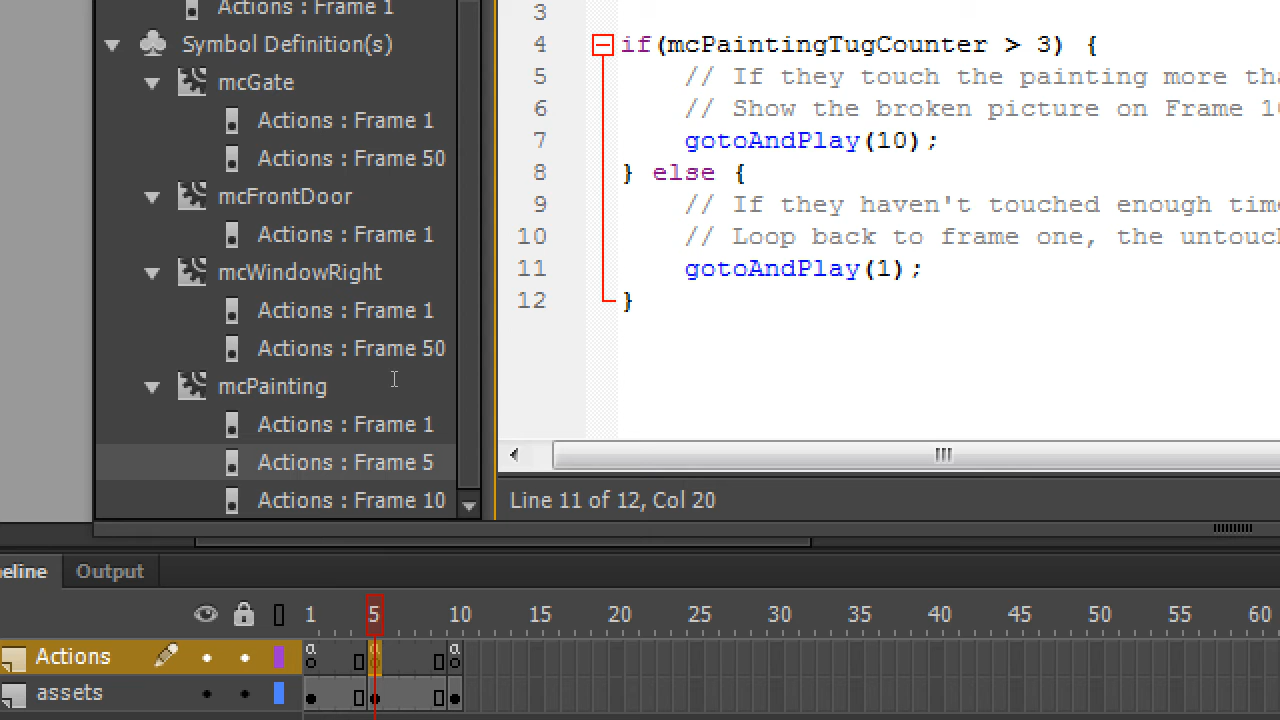 Actions : Frame 1
Symbol Definition(s)
mcGate
Actions : Frame 1
Actions : Frame 50
mcFrontDoor
Actions : Frame 1
mcWindowRight
Actions : Frame 1
Actions : Frame 50
mcPainting
Actions : Frame 1
Actions : Frame 5
Actions : Frame 10
3
4 if(mcPaintingTugCounter > 3) {
5 // If they touch the painting more
6 // Show the broken picture on Frame
7 gotoAndPlay(10);
8 } else {
9 // If they haven't touched enough
10 // Loop back to frame one, the
11 gotoAndPlay(1);
12 }
Line 11 of 12, Col 20
Output
1 5 10 15 20 25 30 35 40 45 50 55 60
Actions
a a a
assets